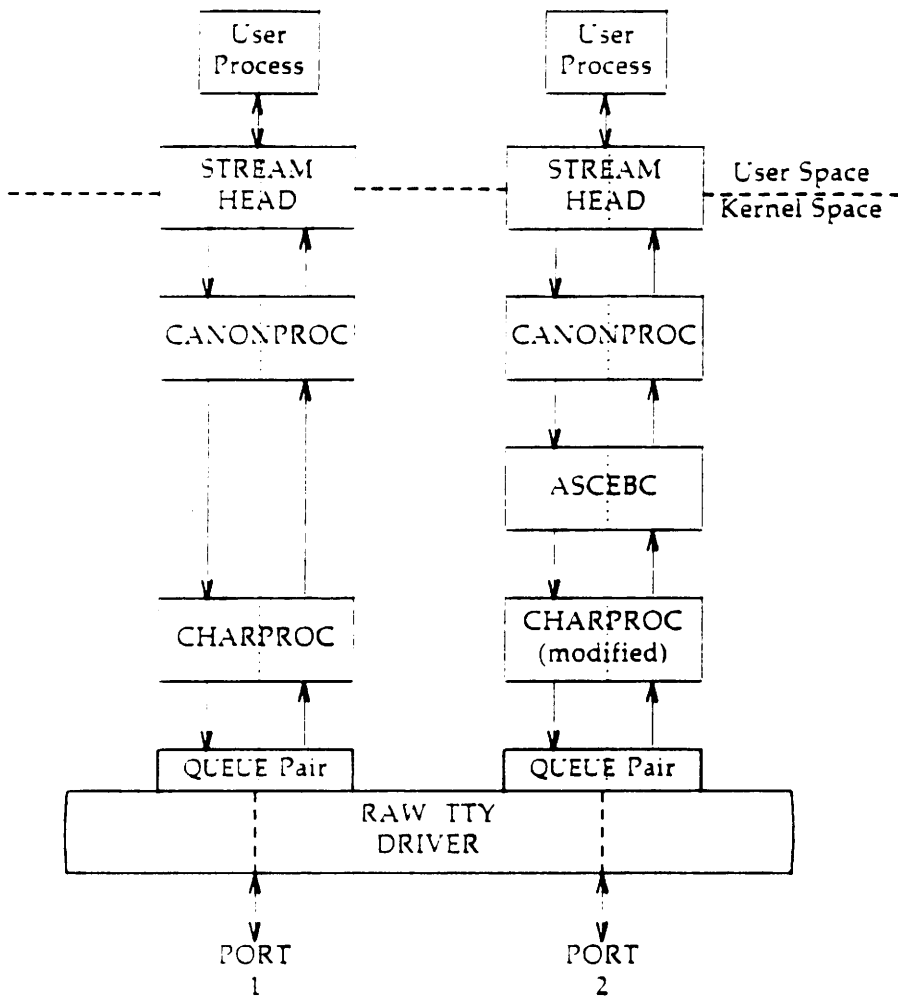 User
Process
User
Process
STREAM
HEAD
STREAM
HEAD
User Space
Kernel Space
CANONPROC
CANONPROC
ASCEBC
CHARPROC
CHARPROC
(modified)
QUEUE Pair
QUEUE Pair
RAW TTY
DRIVER
PORT
1
PORT
2